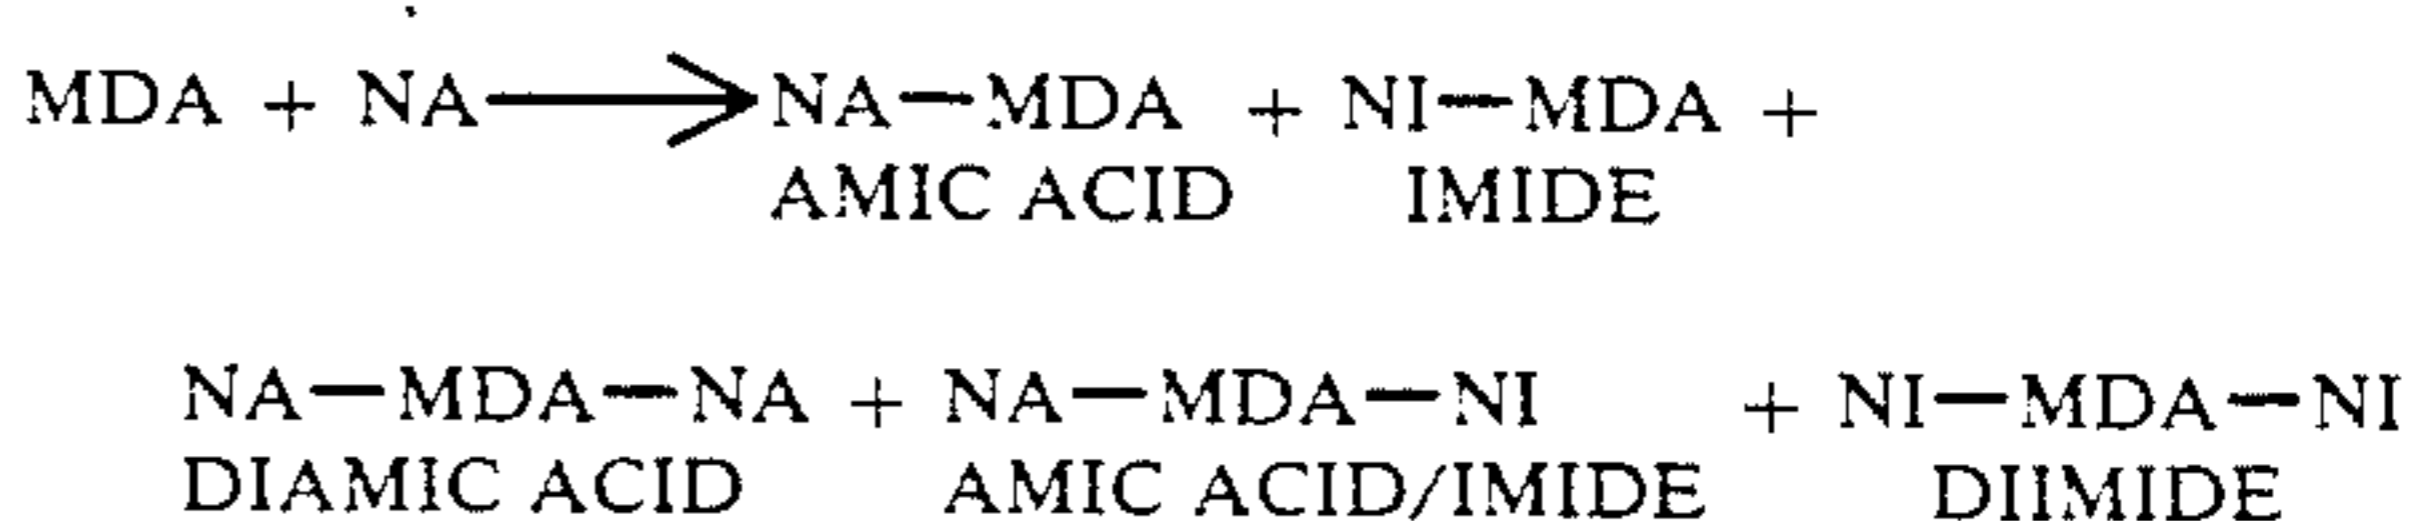 MDA + NA⟶NA—MDA + NI—MDA +
AMIC ACID IMIDE
NA—MDA—NA + NA—MDA—NI + NI—MDA—NI
DIAMIC ACID AMIC ACID/IMIDE DIIMIDE